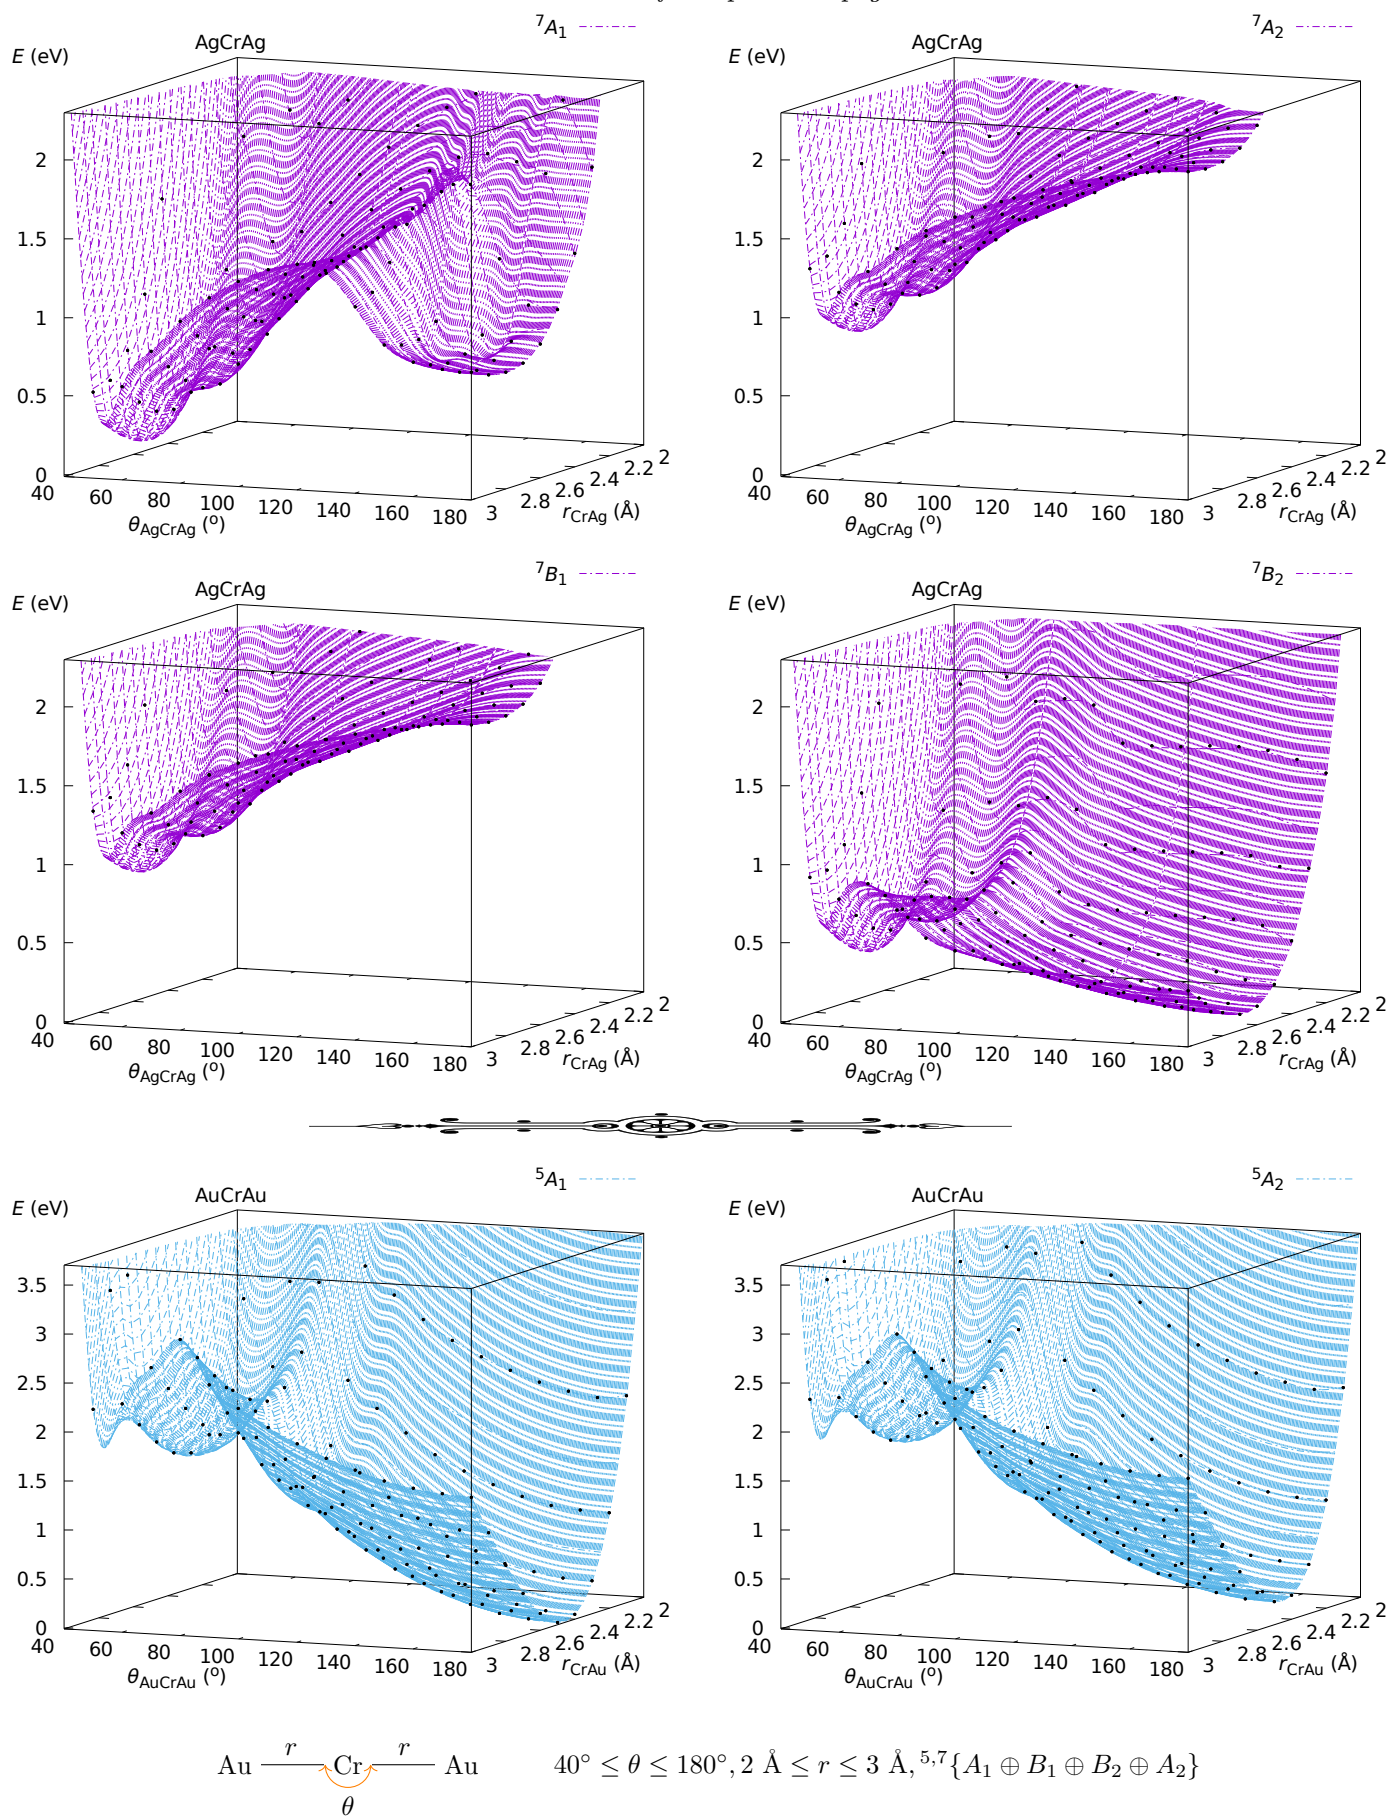 ⁷A₁
AgCrAg
E (eV)
2
1.5
1
0.5
0
40 60 80 100 120 140 160 180
θAgCrAg (°)
3 2.8 2.6 2.4 2.2 2
rCrAg (Å)
⁷A₂
AgCrAg
E (eV)
2
1.5
1
0.5
0
40 60 80 100 120 140 160 180
θAgCrAg (°)
3 2.8 2.6 2.4 2.2 2
rCrAg (Å)
⁷B₁
AgCrAg
E (eV)
2
1.5
1
0.5
0
40 60 80 100 120 140 160 180
θAgCrAg (°)
3 2.8 2.6 2.4 2.2 2
rCrAg (Å)
⁷B₂
AgCrAg
E (eV)
2
1.5
1
0.5
0
40 60 80 100 120 140 160 180
θAgCrAg (°)
3 2.8 2.6 2.4 2.2 2
rCrAg (Å)
⁵A₁
AuCrAu
E (eV)
3.5
3
2.5
2
1.5
1
0.5
0
40 60 80 100 120 140 160 180
θAuCrAu (°)
3 2.8 2.6 2.4 2.2 2
rCrAu (Å)
⁵A₂
AuCrAu
E (eV)
3.5
3
2.5
2
1.5
1
0.5
0
40 60 80 100 120 140 160 180
θAuCrAu (°)
3 2.8 2.6 2.4 2.2 2
rCrAu (Å)
r r
Au Cr Au
θ
40° ≤ θ ≤ 180°, 2 Å ≤ r ≤ 3 Å, ⁵,⁷{A₁ ⊕ B₁ ⊕ B₂ ⊕ A₂}